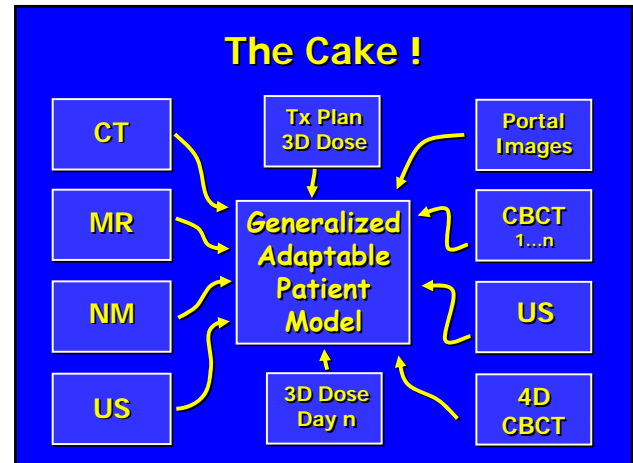 The Cake !
CT
MR
NM
US
Tx Plan
3D Dose
Generalized
Adaptable
Patient
Model
3D Dose
Day n
Portal
Images
CBCT
1...n
US
4D
CBCT